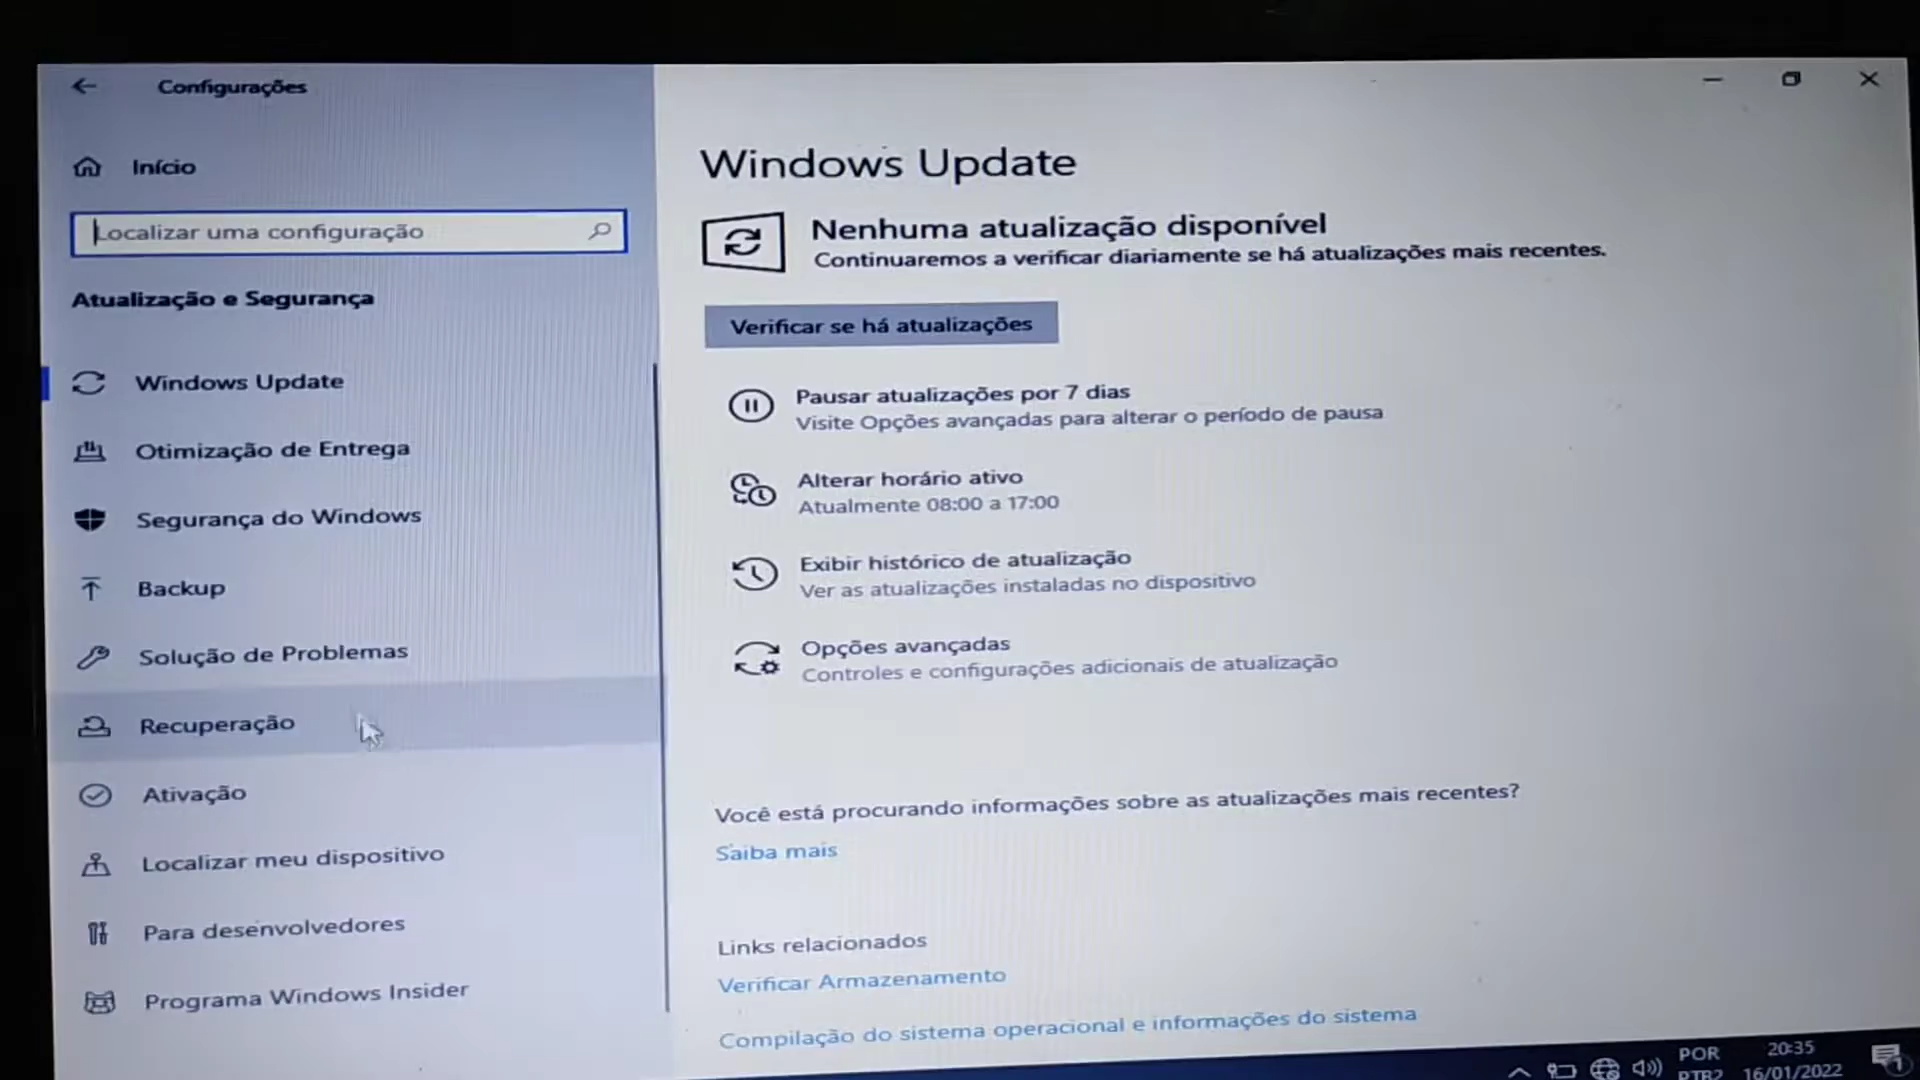 Configurações
Início
Localizar uma configuração
Atualização e Segurança
Windows Update
Otimização de Entrega
Segurança do Windows
Backup
Solução de Problemas
Recuperação
Ativação
Localizar meu dispositivo
Para desenvolvedores
Programa Windows Insider
Windows Update
Nenhuma atualização disponível
Continuaremos a verificar diariamente se há atualizações mais recentes.
Verificar se há atualizações
Pausar atualizações por 7 dias
Visite Opções avançadas para alterar o período de pausa
Alterar horário ativo
Atualmente 08:00 a 17:00
Exibir histórico de atualização
Ver as atualizações instaladas no dispositivo
Opções avançadas
Controles e configurações adicionais de atualização
Você está procurando informações sobre as atualizações mais recentes?
Saiba mais
Links relacionados
Verificar Armazenamento
Compilação do sistema operacional e informações do sistema
POR
PTB2
20:35
16/01/2022
1